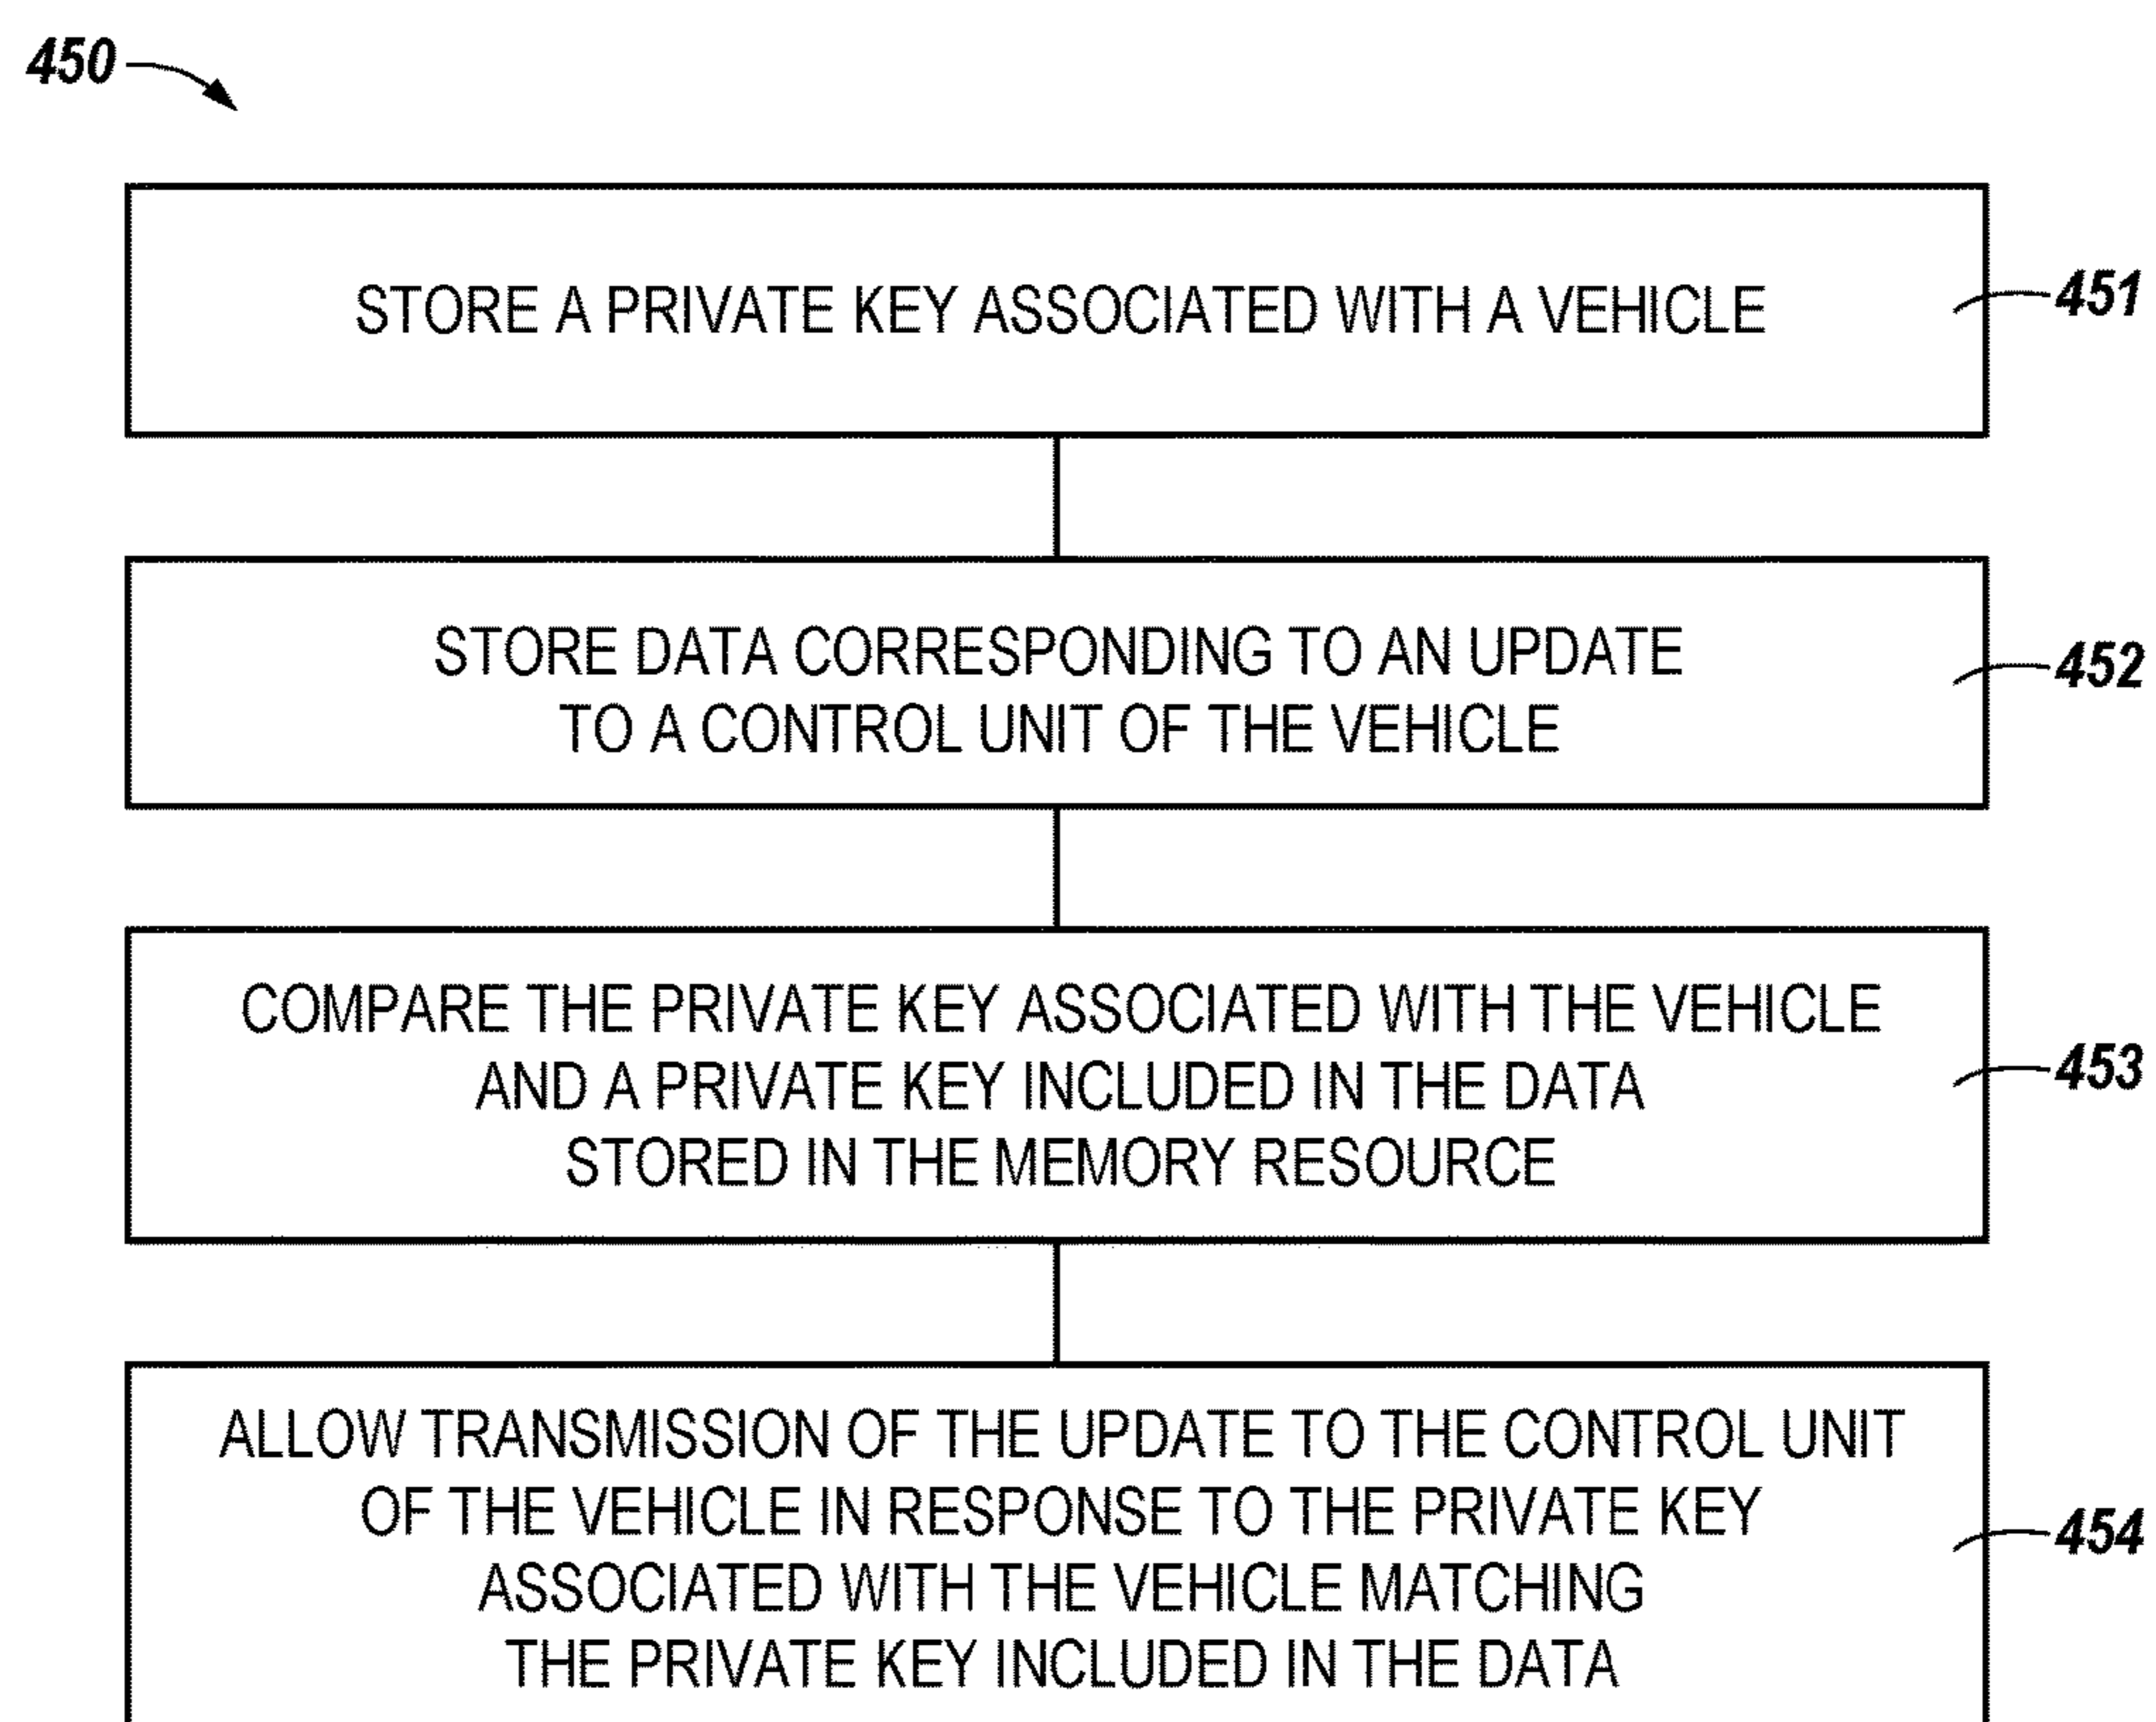 450
STORE A PRIVATE KEY ASSOCIATED WITH A VEHICLE
451
STORE DATA CORRESPONDING TO AN UPDATE
TO A CONTROL UNIT OF THE VEHICLE
452
COMPARE THE PRIVATE KEY ASSOCIATED WITH THE VEHICLE
AND A PRIVATE KEY INCLUDED IN THE DATA
STORED IN THE MEMORY RESOURCE
453
ALLOW TRANSMISSION OF THE UPDATE TO THE CONTROL UNIT
OF THE VEHICLE IN RESPONSE TO THE PRIVATE KEY
ASSOCIATED WITH THE VEHICLE MATCHING
THE PRIVATE KEY INCLUDED IN THE DATA
454